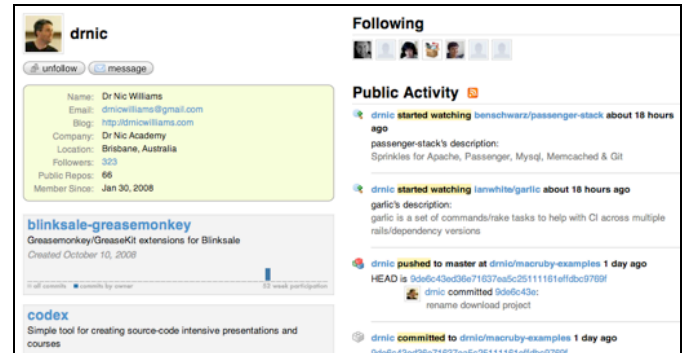 drnic
unfollow
message
Name: Dr Nic Williams
Email: drnicwilliams@gmail.com
Blog: http://drnicwilliams.com
Company: Dr Nic Academy
Location: Brisbane, Australia
Followers: 323
Public Repos: 66
Member Since: Jan 30, 2008
blinksale-greasemonkey
Greasemonkey/GreaseKit extensions for Blinksale
Created October 10, 2008
all commits commits by owner 52 week participation
codex
Simple tool for creating source-code intensive presentations and
courses
Following
Public Activity
drnic started watching benschwarz/passenger-stack about 18 hours
ago
passenger-stack's description:
Sprinkles for Apache, Passenger, Mysql, Memcached & Git
drnic started watching ianwhite/garlic about 18 hours ago
garlic's description:
garlic is a set of commands/rake tasks to help with CI across multiple
rails/dependency versions
drnic pushed to master at drnic/macruby-examples 1 day ago
HEAD is 9de6c43ed36e71637ea5c25111161effdbc9769f
drnic committed 9de6c43e:
rename download project
drnic committed to drnic/macruby-examples 1 day ago